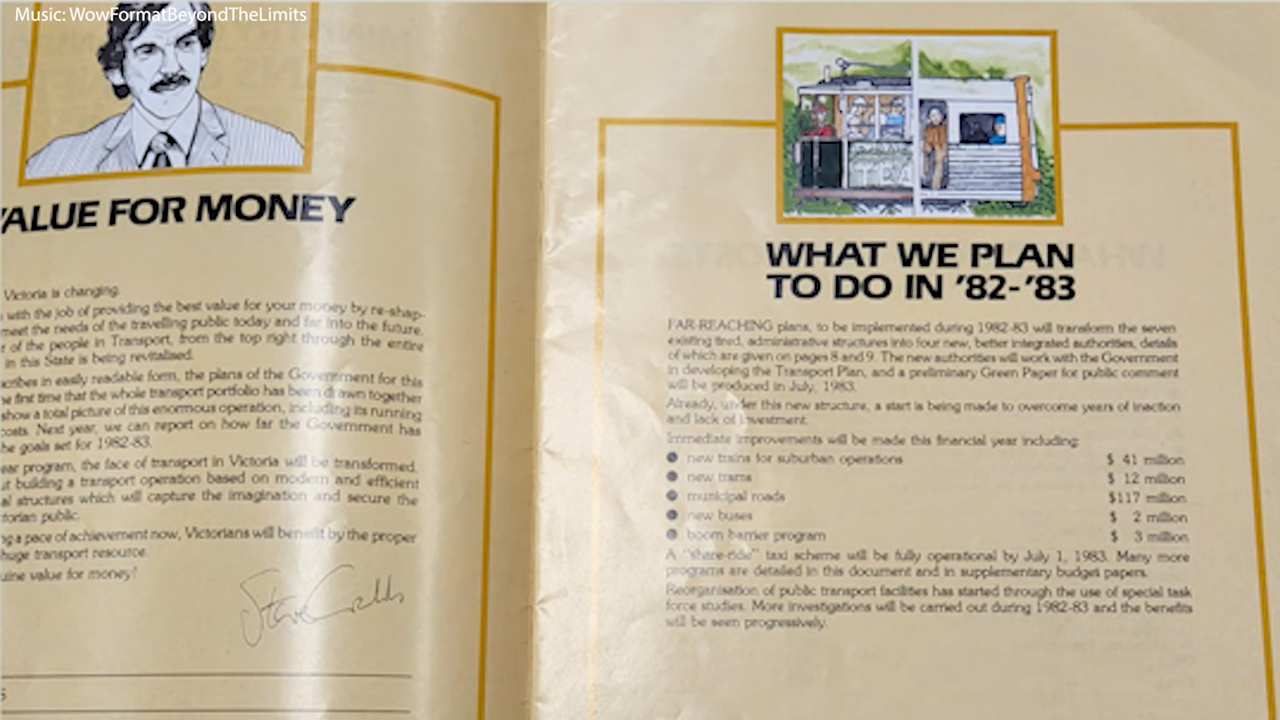 Music: WowFormatBeyondTheLimits
VALUE FOR MONEY
Victoria is changing.
with the job of providing the best value for your money by re-shap-
meet the needs of the travelling public today and far into the future.
of the people in Transport, from the top right through the entire
in this State is being revitalised.
in easily readable form, the plans of the Government for this
first time that the whole transport portfolio has been drawn together
show a total picture of this enormous operation, including its running
costs. Next year, we can report on how far the Government has
he goals set for 1982-83.
ear program, the face of transport in Victoria will be transformed.
building a transport operation based on modern and efficient
al structures which will capture the imagination and secure the
torian public.
a pace of achievement now, Victorians will benefit by the proper
huge transport resource.
uine value for money!
WHAT WE PLAN
TO DO IN '82-'83
FAR-REACHING plans, to be implemented during 1982-83 will transform the seven
existing tired, administrative structures into four new, better integrated authorities, details
of which are given on pages 8 and 9. The new authorities will work with the Government
in developing the Transport Plan, and a preliminary Green Paper for public comment
will be produced in July, 1983.
Already, under this new structure, a start is being made to overcome years of inaction
and lack of investment.
Immediate improvements will be made this financial year including:
new trains for suburban operations $ 41 million
new trams $ 12 million
municipal roads $117 million
new buses $ 2 million
boom barrier program $ 3 million
A "share-ride" taxi scheme will be fully operational by July 1, 1983. Many more
programs are detailed in this document and in supplementary budget papers.
Reorganisation of public transport facilities has started through the use of special task
force studies. More investigations will be carried out during 1982-83 and the benefits
will be seen progressively.